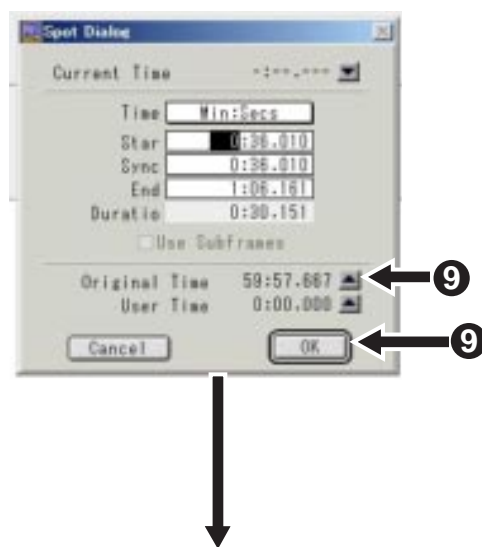 Spot Dialog
Current Time -:--.---
Time Min:Secs
Star 0:36.010
Sync 0:36.010
End 1:06.161
Duratio 0:30.151
Use Subframes
Original Time 59:57.667 9
User Time 0:00.000
Cancel OK 9